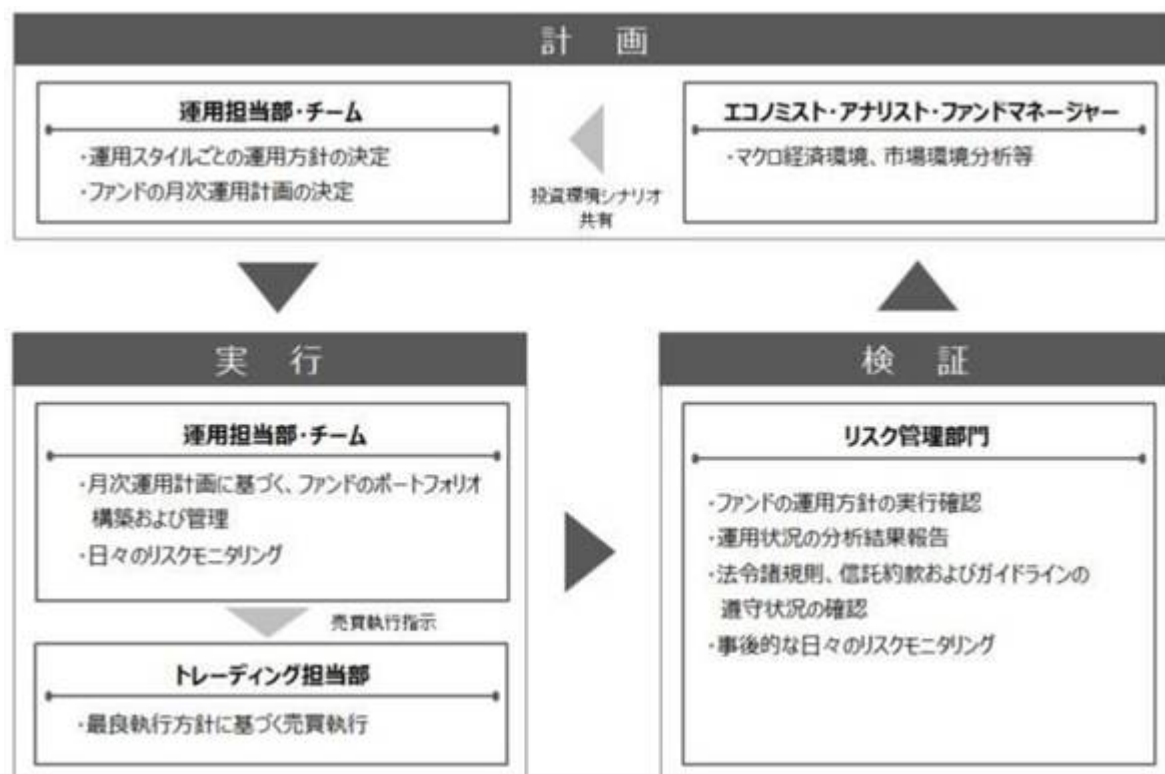 計 画
運用担当部・チーム
・運用スタイルごとの運用方針の決定
・ファンドの月次運用計画の決定
投資環境シナリオ
共有
エコノミスト・アナリスト・ファンドマネージャー
・マクロ経済環境、市場環境分析等
実 行
運用担当部・チーム
・月次運用計画に基づく、ファンドのポートフォリオ
構築および管理
・日々のリスクモニタリング
売買執行指示
トレーディング担当部
・最良執行方針に基づく売買執行
検 証
リスク管理部門
・ファンドの運用方針の実行確認
・運用状況の分析結果報告
・法令諸規則、信託約款およびガイドラインの
遵守状況の確認
・事後的な日々のリスクモニタリング